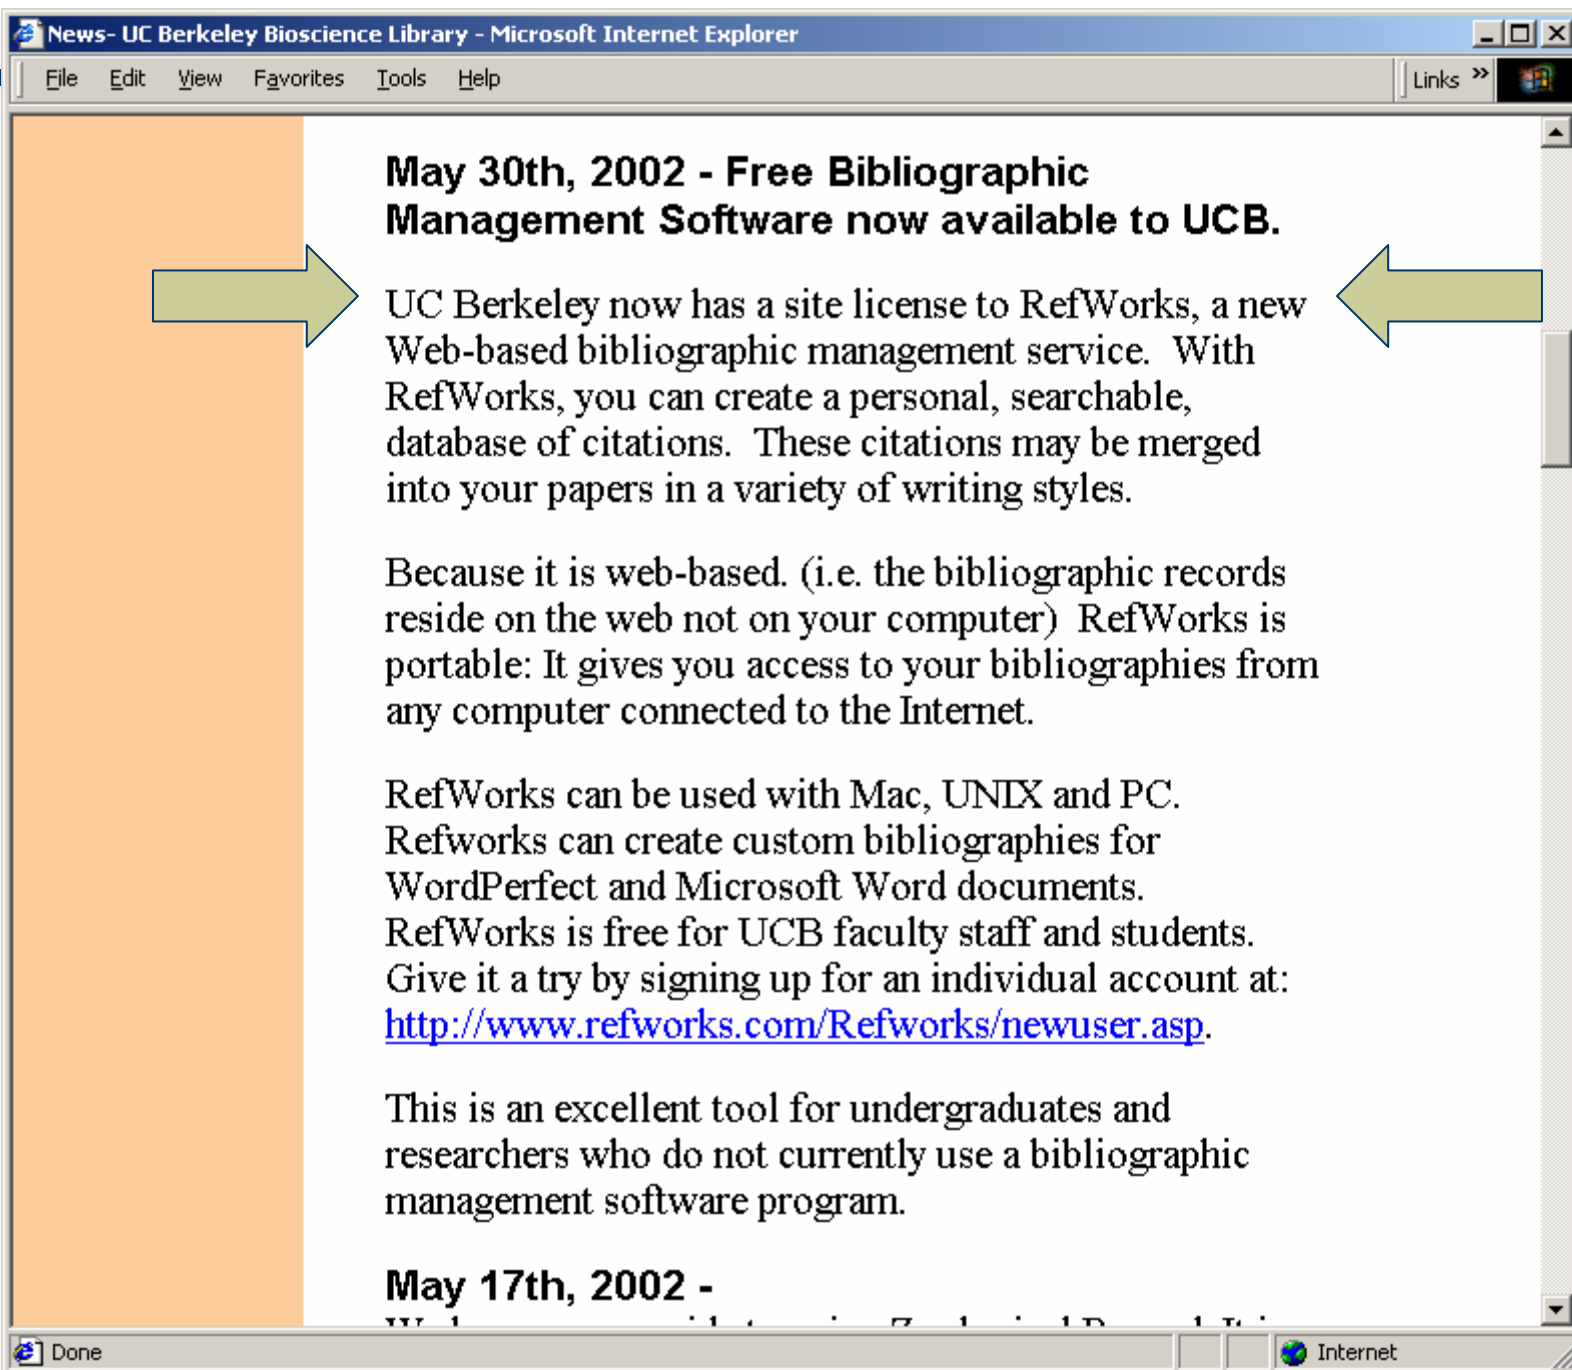 News- UC Berkeley Bioscience Library - Microsoft Internet Explorer
File Edit View Favorites Tools Help Links »
May 30th, 2002 - Free Bibliographic
Management Software now available to UCB.
UC Berkeley now has a site license to RefWorks, a new
Web-based bibliographic management service.  With
RefWorks, you can create a personal, searchable,
database of citations.  These citations may be merged
into your papers in a variety of writing styles.
Because it is web-based. (i.e. the bibliographic records
reside on the web not on your computer)  RefWorks is
portable: It gives you access to your bibliographies from
any computer connected to the Internet.
RefWorks can be used with Mac, UNIX and PC.
Refworks can create custom bibliographies for
WordPerfect and Microsoft Word documents.
RefWorks is free for UCB faculty staff and students.
Give it a try by signing up for an individual account at:
http://www.refworks.com/Refworks/newuser.asp.
This is an excellent tool for undergraduates and
researchers who do not currently use a bibliographic
management software program.
May 17th, 2002 -
Done Internet